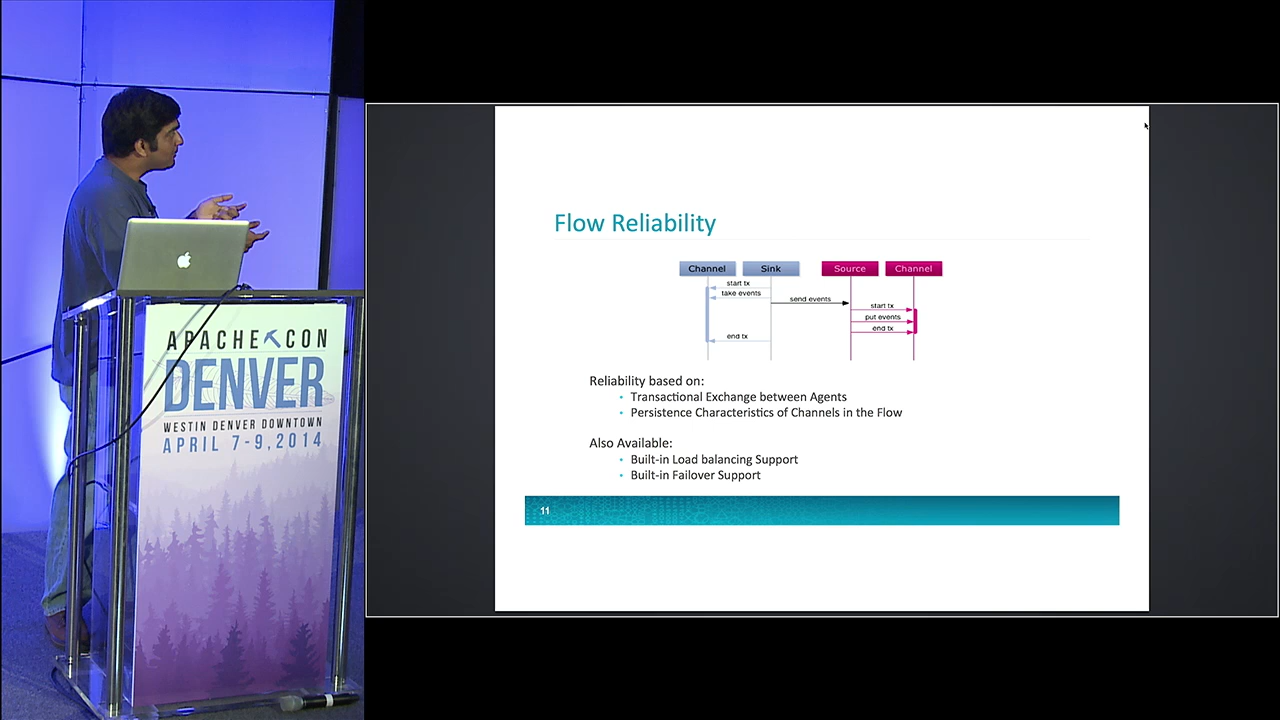 APACHE CON
DENVER
WESTIN DENVER DOWNTOWN
APRIL 7-9, 2014
Flow Reliability
Channel Sink Source Channel
start tx
take events
send events
start tx
put events
end tx
end tx
Reliability based on:
• Transactional Exchange between Agents
• Persistence Characteristics of Channels in the Flow
Also Available:
• Built-in Load balancing Support
• Built-in Failover Support
11